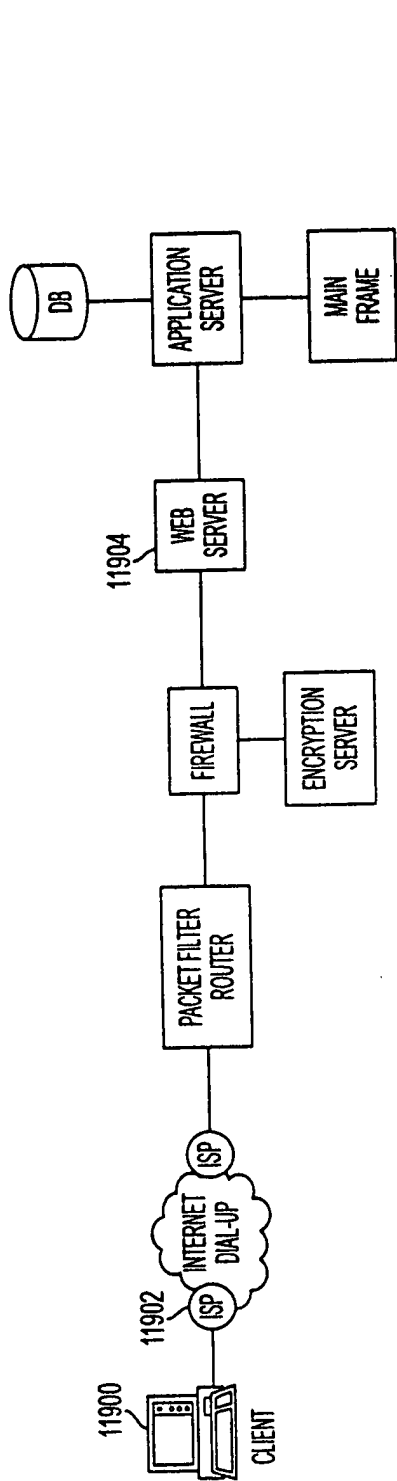 11900
CLIENT
11902
ISP
INTERNET
DIAL-UP
ISP
PACKET FILTER
ROUTER
FIREWALL
ENCRYPTION
SERVER
11904
WEB
SERVER
DB
APPLICATION
SERVER
MAIN
FRAME